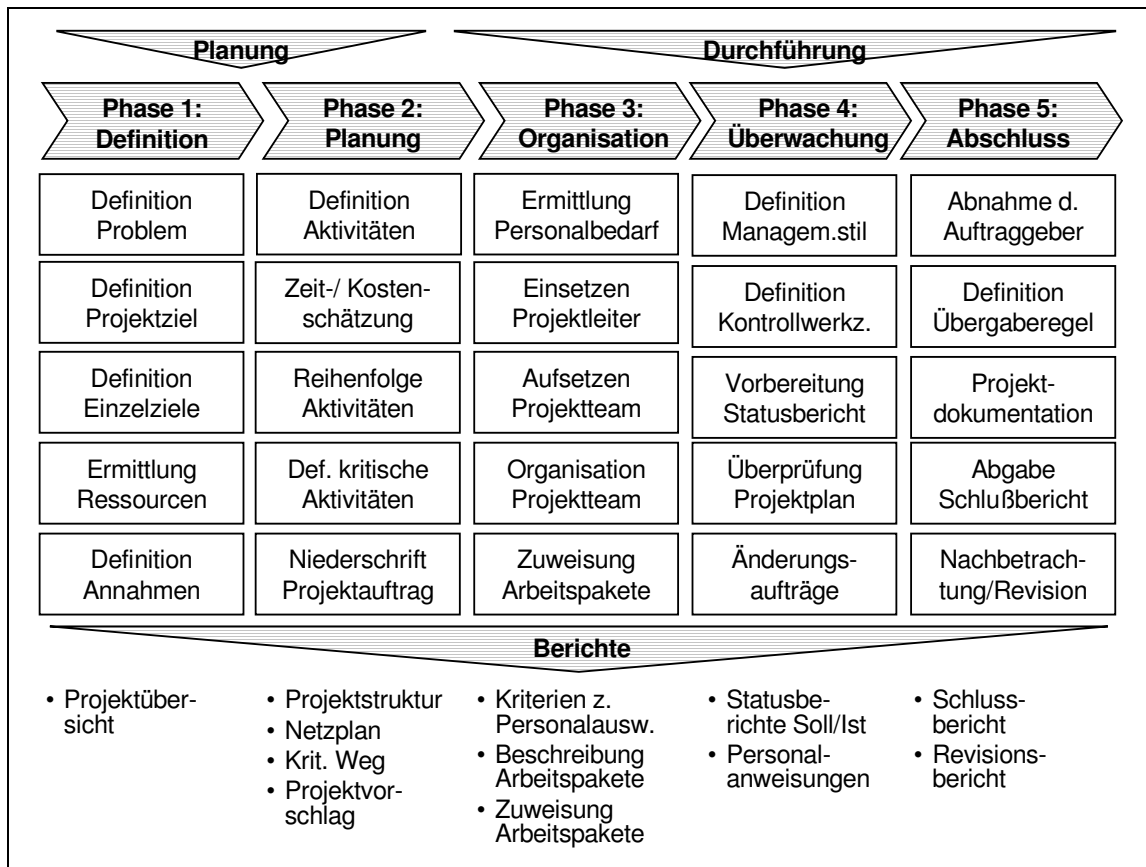 Planung
Durchführung
Phase 1:
Definition
Phase 2:
Planung
Phase 3:
Organisation
Phase 4:
Überwachung
Phase 5:
Abschluss
Definition
Problem
Definition
Projektziel
Definition
Einzelziele
Ermittlung
Ressourcen
Definition
Annahmen
Definition
Aktivitäten
Zeit-/ Kosten-
schätzung
Reihenfolge
Aktivitäten
Def. kritische
Aktivitäten
Niederschrift
Projektauftrag
Ermittlung
Personalbedarf
Einsetzen
Projektleiter
Aufsetzen
Projektteam
Organisation
Projektteam
Zuweisung
Arbeitspakete
Definition
Managem.stil
Definition
Kontrollwerkz.
Vorbereitung
Statusbericht
Überprüfung
Projektplan
Änderungs-
aufträge
Abnahme d.
Auftraggeber
Definition
Übergaberegel
Projekt-
dokumentation
Abgabe
Schlußbericht
Nachbetrach-
tung/Revision
Berichte
• Projektüber-
sicht
• Projektstruktur
• Netzplan
• Krit. Weg
• Projektvor-
schlag
• Kriterien z.
Personalausw.
• Beschreibung
Arbeitspakete
• Zuweisung
Arbeitspakete
• Statusbe-
richte Soll/Ist
• Personal-
anweisungen
• Schluss-
bericht
• Revisions-
bericht